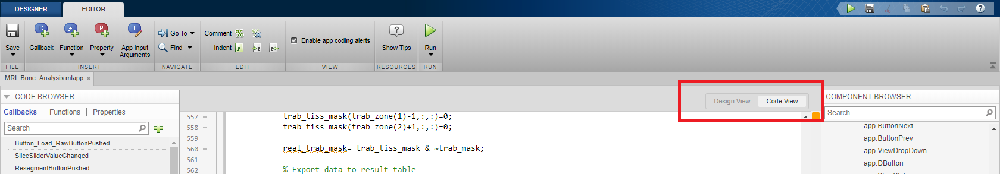 DESIGNER EDITOR
Save Callback Function Property App Input Arguments
Go To
Find
Comment
Indent
Enable app coding alerts
Show Tips
Run
FILE INSERT NAVIGATE EDIT VIEW RESOURCES RUN
MRI_Bone_Analysis.mlapp
CODE BROWSER
Callbacks Functions Properties
Search
Button_Load_RawButtonPushed
SliceSliderValueChanged
ResegmentButtonPushed
Design View Code View
557 trab_tiss_mask(trab_zone(1)-1,:,:)=0;
558 trab_tiss_mask(trab_zone(2)+1,:,:)=0;
559
560 real_trab_mask= trab_tiss_mask & ~trab_mask;
561
562 % Export data to result table
COMPONENT BROWSER
Search
app.ButtonNext
app.ButtonPrev
app.ViewDropDown
app.DButton